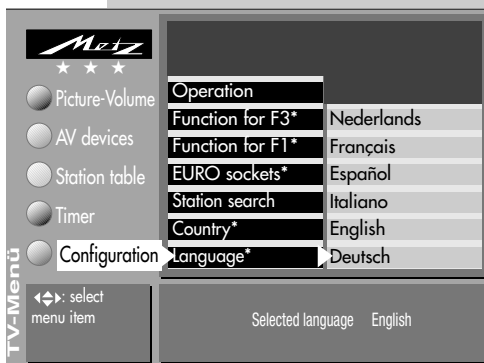 Metz
Picture-Volume
AV devices
Station table
Timer
Configuration
Operation
Function for F3*
Function for F1*
EURO sockets*
Station search
Country*
Language*
Nederlands
Français
Español
Italiano
English
Deutsch
TV-Menü
: select
menu item
Selected language English